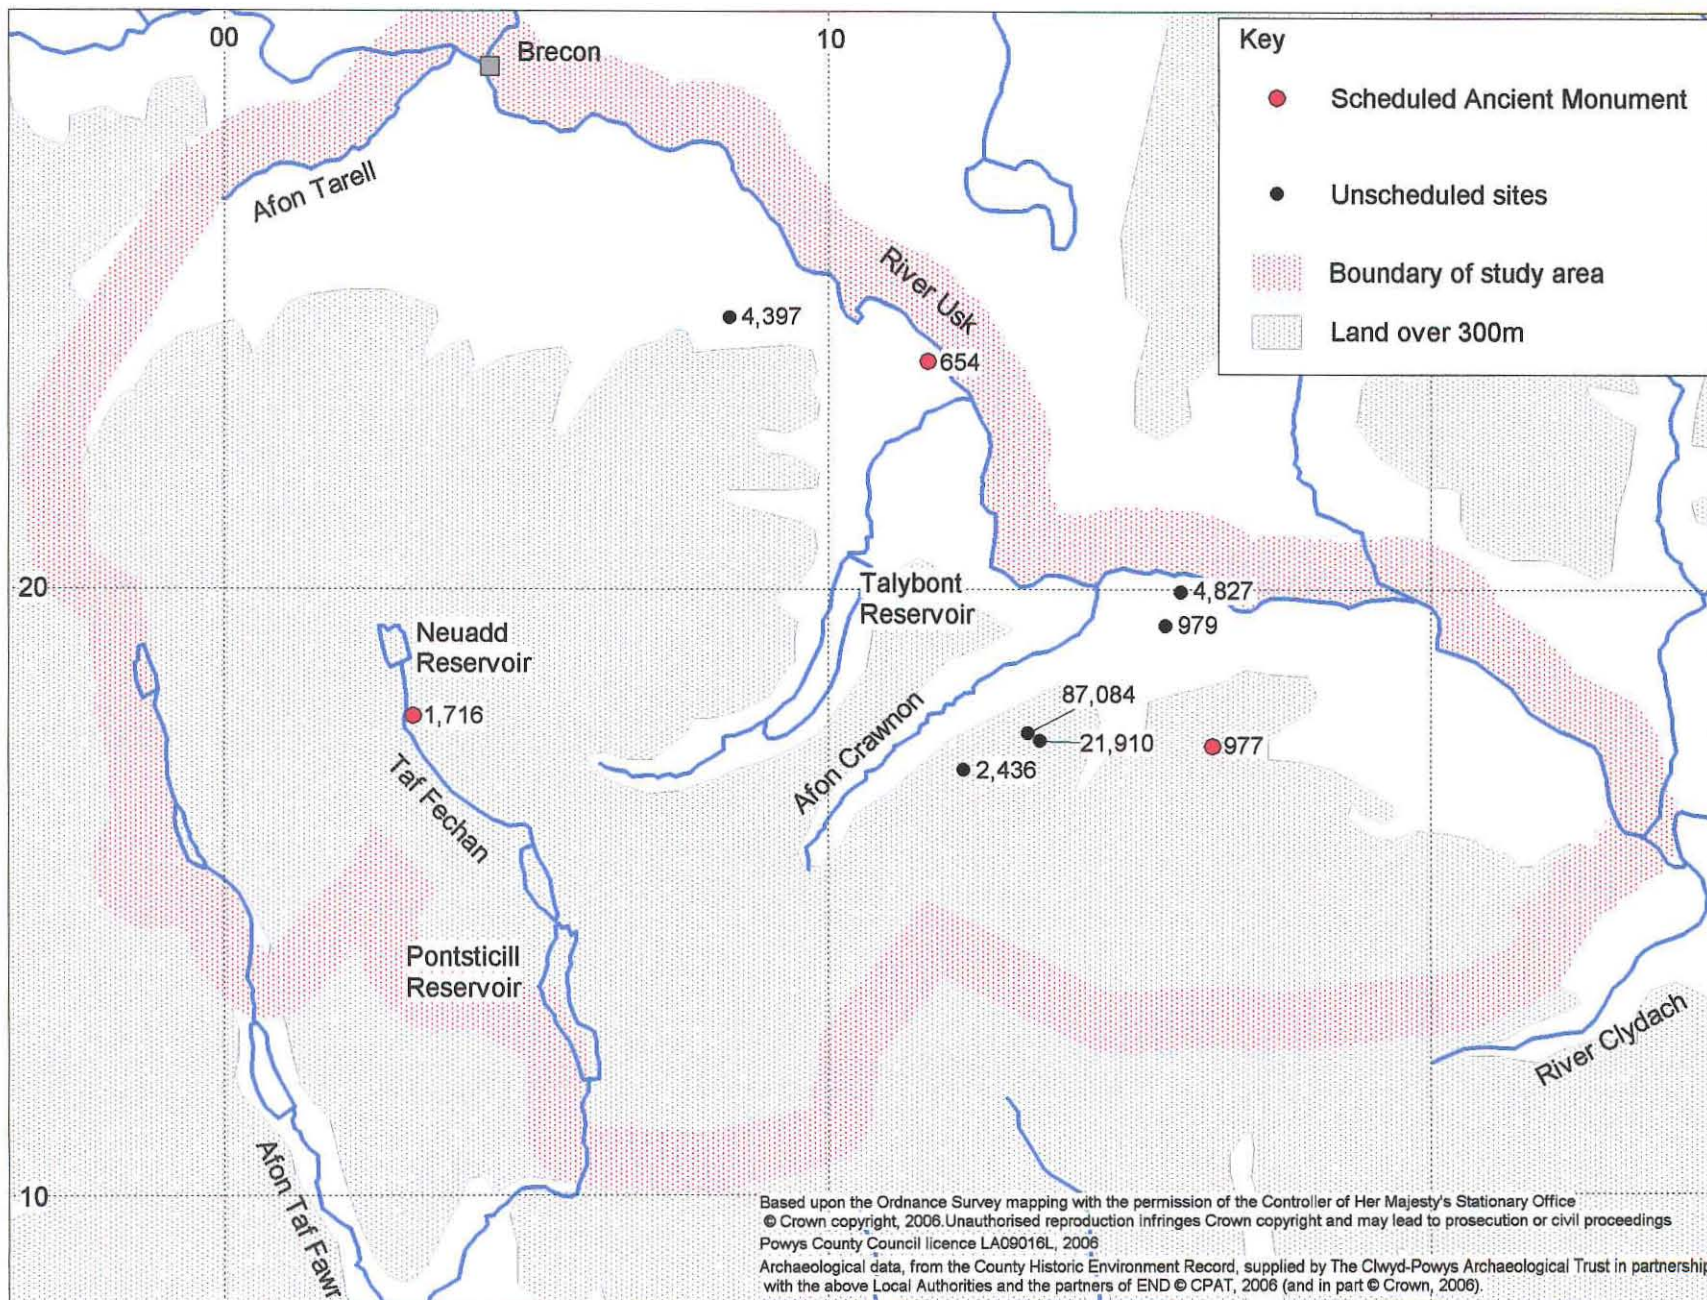 00
10
Key
Brecon
Scheduled Ancient Monument
Unscheduled sites
Boundary of study area
Land over 300m
Afon Tarell
River Usk
4,397
654
20
Talybont
Reservoir
4,827
979
Neuadd
Reservoir
1,716
87,084
21,910
977
2,436
Afon Crawnon
Taf Fechan
Pontsticill
Reservoir
River Clydach
Afon Taf Fawr
10
Based upon the Ordnance Survey mapping with the permission of the Controller of Her Majesty's Stationary Office
© Crown copyright, 2006.Unauthorised reproduction infringes Crown copyright and may lead to prosecution or civil proceedings
Powys County Council licence LA09016L, 2006
Archaeological data, from the County Historic Environment Record, supplied by The Clwyd-Powys Archaeological Trust in partnership
with the above Local Authorities and the partners of END © CPAT, 2006 (and in part © Crown, 2006).